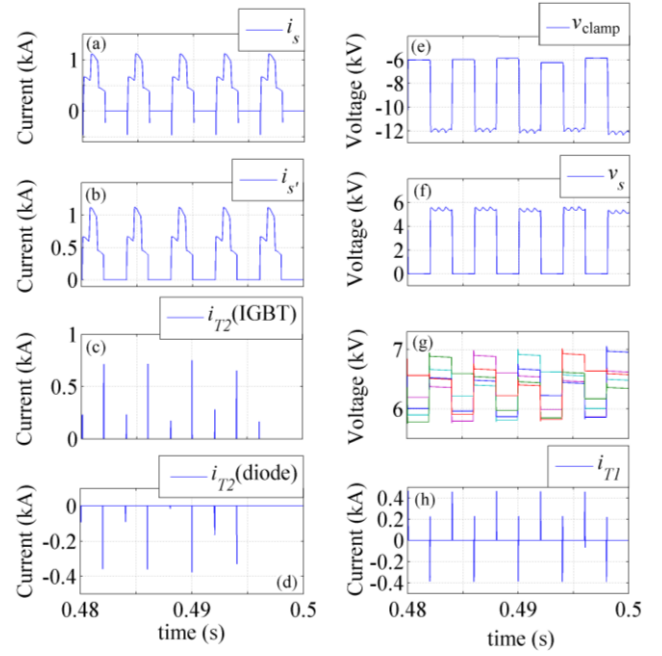 (a)
i_s
Current (kA)
1
0
(b)
i_s'
Current (kA)
1
0.5
0
(c)
i_T2(IGBT)
Current (kA)
1
0.5
0
i_T2(diode)
Current (kA)
0
-0.2
-0.4
(d)
0.48 0.49 0.5
time (s)
(e)
v_clamp
Voltage (kV)
-6
-8
-10
-12
(f)
v_s
Voltage (kV)
6
4
2
0
(g)
Voltage (kV)
7
6
(h)
i_T1
Current (kA)
0.4
0.2
0
-0.2
-0.4
0.48 0.49 0.5
time (s)